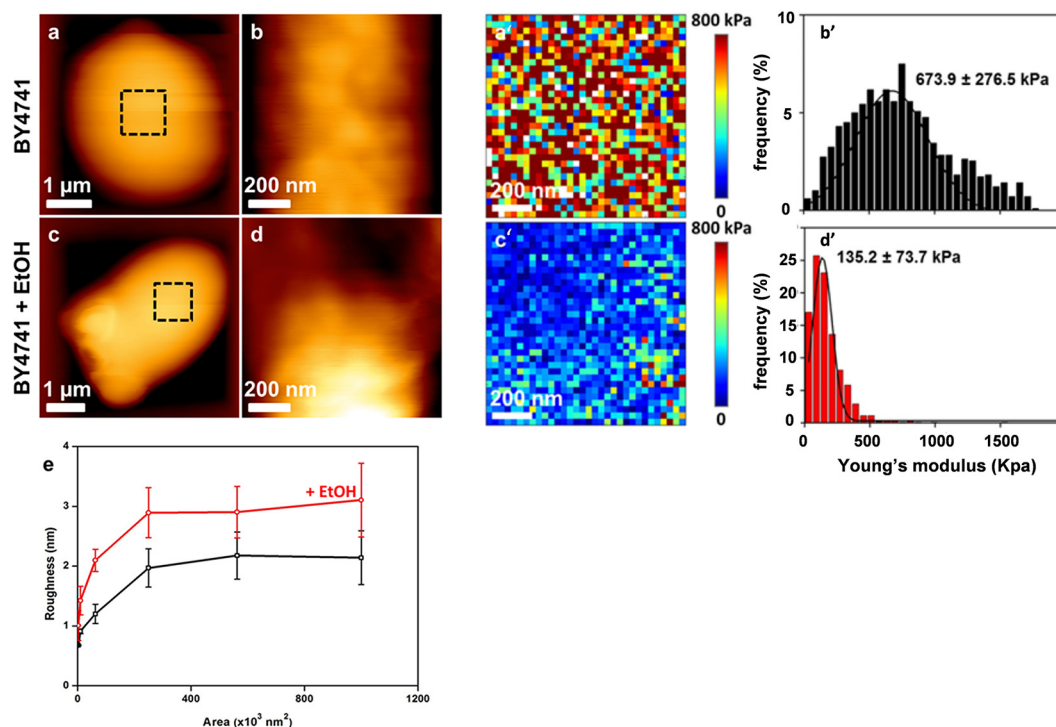 BY4741
a
1 µm
b
200 nm
BY4741 + EtOH
c
1 µm
d
200 nm
a'
200 nm
800 kPa
0
b'
673.9 ± 276.5 kPa
frequency (%)
10
5
0
c'
200 nm
800 kPa
0
d'
135.2 ± 73.7 kPa
frequency (%)
25
20
15
10
5
0
0 500 1000 1500
Young's modulus (Kpa)
e
+ EtOH
Roughness (nm)
4
3
2
1
0
0 400 800 1200
Area (x10³ nm²)